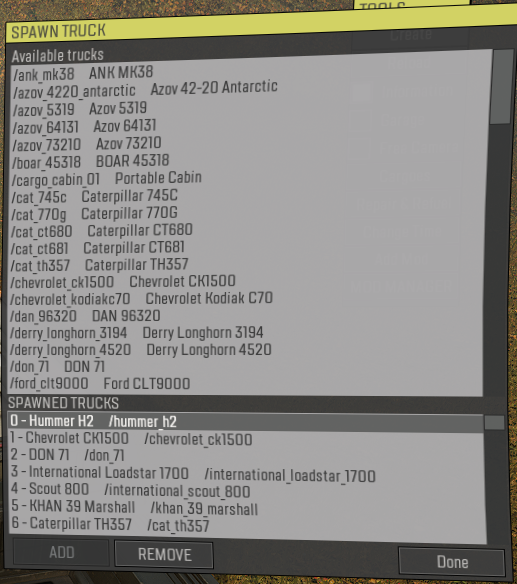 TOOLS
SPAWN TRUCK
Available trucks
/ank_mk38 ANK MK38
/azov_4220_antarctic Azov 42-20 Antarctic
/azov_5319 Azov 5319
/azov_64131 Azov 64131
/azov_73210 Azov 73210
/boar_45318 BOAR 45318
/cargo_cabin_01 Portable Cabin
/cat_745c Caterpillar 745C
/cat_770g Caterpillar 770G
/cat_ct680 Caterpillar CT680
/cat_ct681 Caterpillar CT681
/cat_th357 Caterpillar TH357
/chevrolet_ck1500 Chevrolet CK1500
/chevrolet_kodiakc70 Chevrolet Kodiak C70
/dan_96320 DAN 96320
/derry_longhorn_3194 Derry Longhorn 3194
/derry_longhorn_4520 Derry Longhorn 4520
/don_71 DON 71
/ford_clt9000 Ford CLT9000
SPAWNED TRUCKS
0 - Hummer H2 /hummer_h2
1 - Chevrolet CK1500 /chevrolet_ck1500
2 - DON 71 /don_71
3 - International Loadstar 1700 /international_loadstar_1700
4 - Scout 800 /international_scout_800
5 - KHAN 39 Marshall /khan_39_marshall
6 - Caterpillar TH357 /cat_th357
ADD REMOVE Done